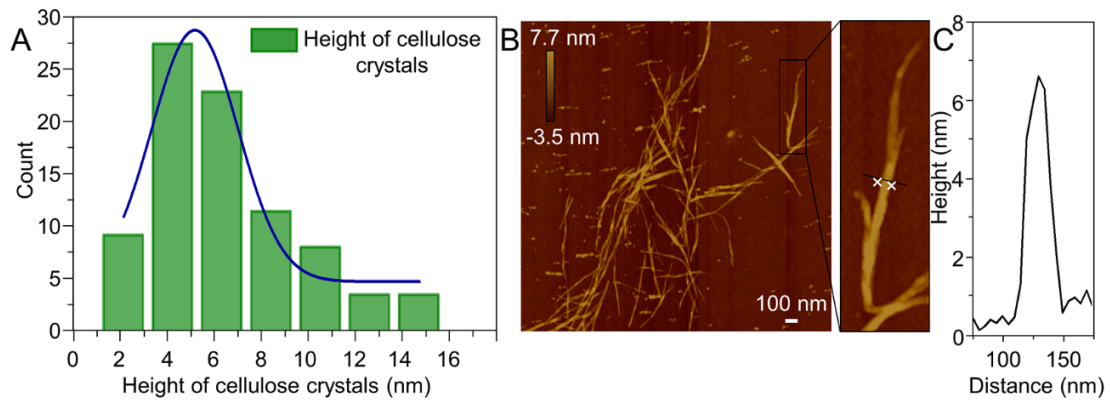 A
30
25
20
15
10
5
0
Count
0 2 4 6 8 10 12 14 16
Height of cellulose crystals (nm)
Height of cellulose
crystals
B
7.7 nm
-3.5 nm
100 nm
C
8
6
4
2
0
Height (nm)
100 150
Distance (nm)